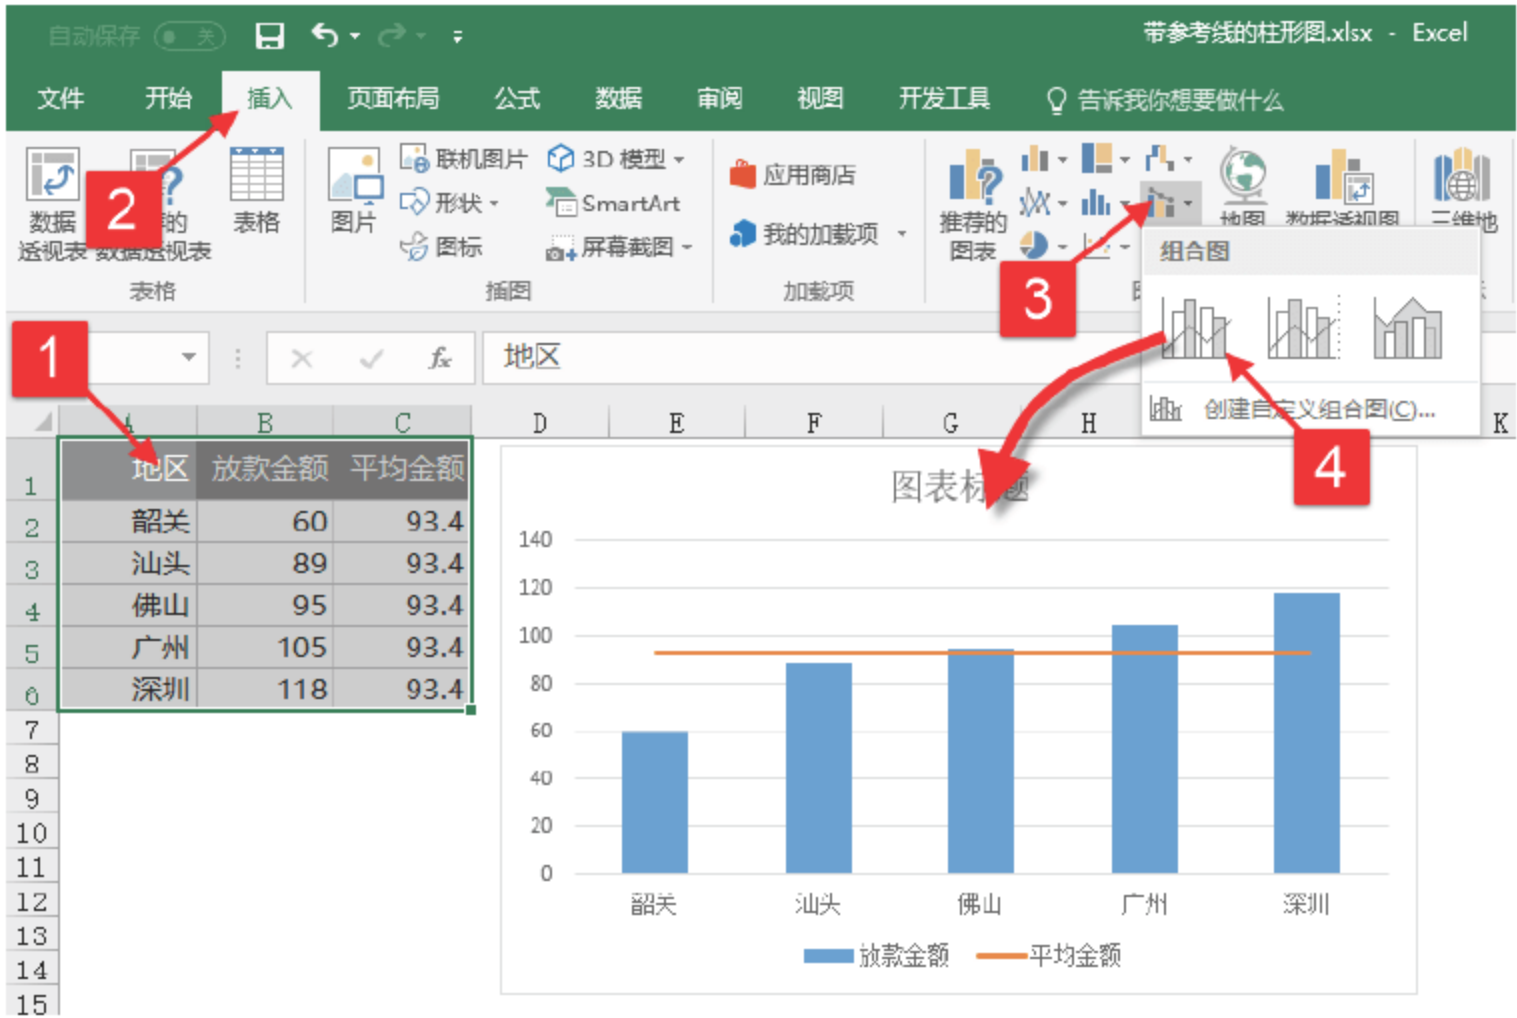 自动保存 关
带参考线的柱形图.xlsx - Excel
文件 开始 插入 页面布局 公式 数据 审阅 视图 开发工具 告诉我你想要做什么
数据
透视表
2
的
数据透视表
表格
图片
联机图片
形状
图标
3D 模型
SmartArt
屏幕截图
应用商店
我的加载项
推荐的
图表
地图
数据透视图
三维地
表格
插图
加载项
3
组合图
创建自定义组合图(C)...
4
1
fx
地区
A B C D E F G H K
1 地区 放款金额 平均金额
2 韶关 60 93.4
3 汕头 89 93.4
4 佛山 95 93.4
5 广州 105 93.4
6 深圳 118 93.4
7
8
9
10
11
12
13
14
15
图表标题
140
120
100
80
60
40
20
0
韶关 汕头 佛山 广州 深圳
放款金额 平均金额